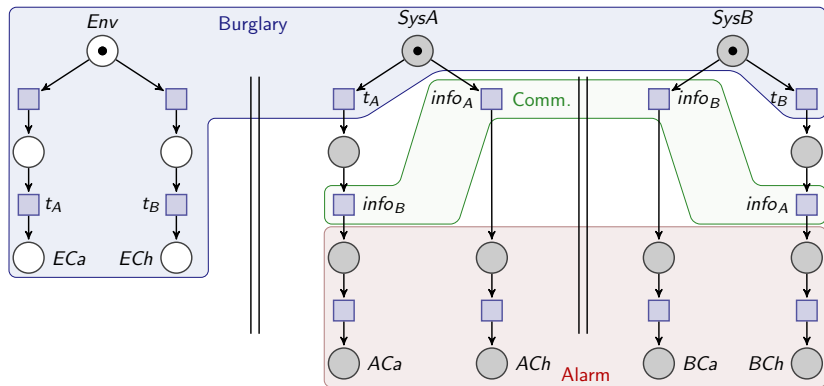 Env Burglary SysA SysB
t_A info_A Comm. info_B t_B
t_A t_B info_B info_A
ECa ECh
ACa ACh BCa BCh
Alarm